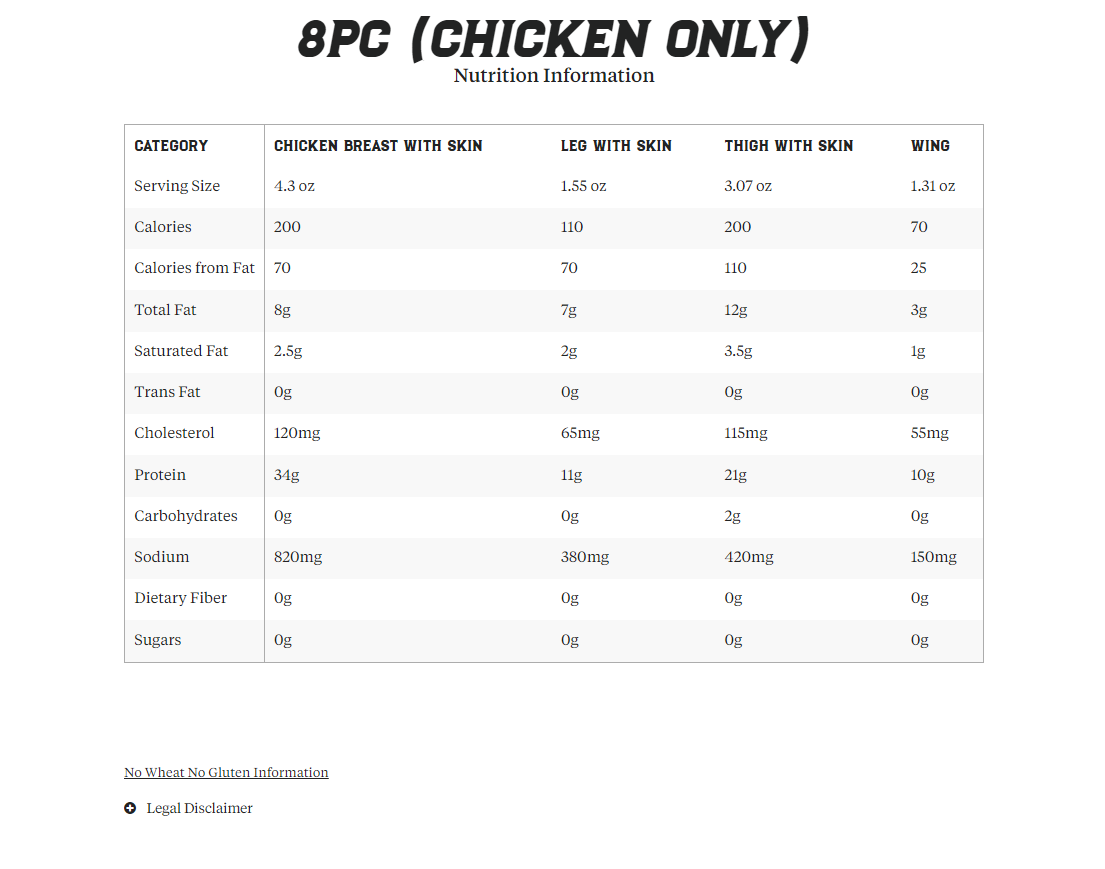 8PC (CHICKEN ONLY)
Nutrition Information
CATEGORY CHICKEN BREAST WITH SKIN LEG WITH SKIN THIGH WITH SKIN WING
Serving Size 4.3 oz 1.55 oz 3.07 oz 1.31 oz
Calories 200 110 200 70
Calories from Fat 70 70 110 25
Total Fat 8g 7g 12g 3g
Saturated Fat 2.5g 2g 3.5g 1g
Trans Fat 0g 0g 0g 0g
Cholesterol 120mg 65mg 115mg 55mg
Protein 34g 11g 21g 10g
Carbohydrates 0g 0g 2g 0g
Sodium 820mg 380mg 420mg 150mg
Dietary Fiber 0g 0g 0g 0g
Sugars 0g 0g 0g 0g
No Wheat No Gluten Information
Legal Disclaimer